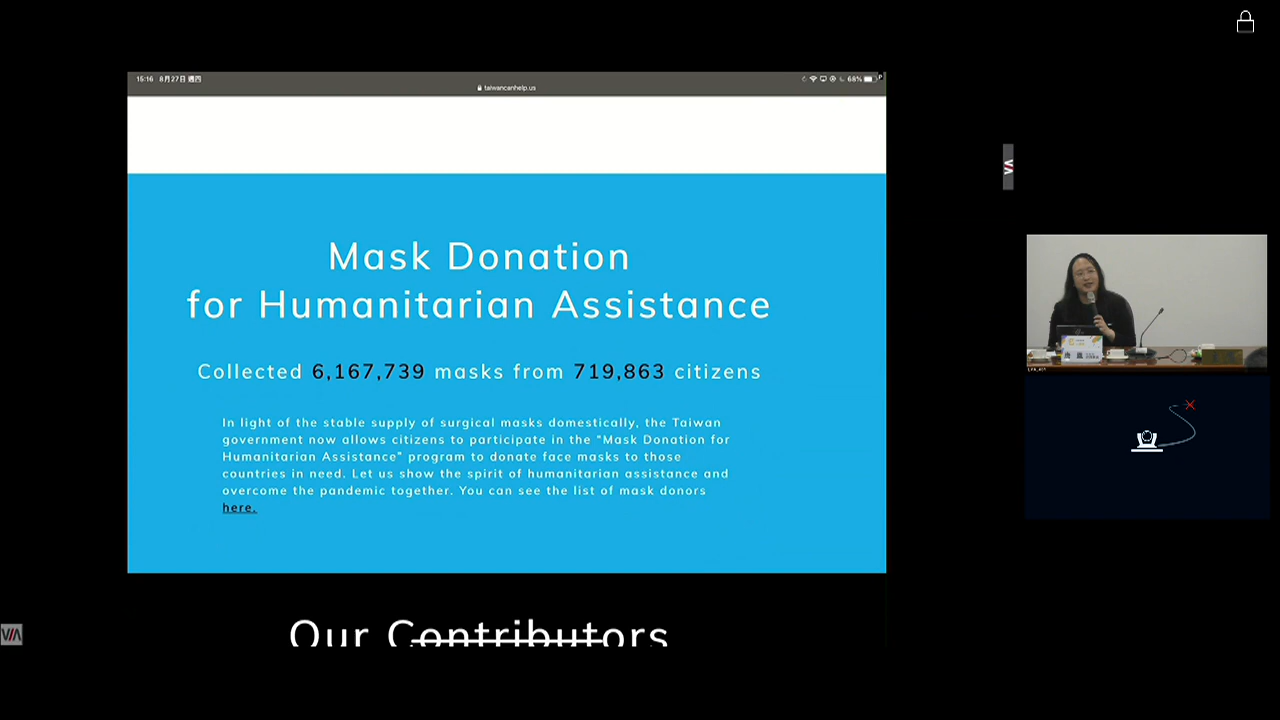 15:16 8月27日 週四
68%
taiwancanhelp.us
Mask Donation
for Humanitarian Assistance
Collected 6,167,739 masks from 719,863 citizens
In light of the stable supply of surgical masks domestically, the Taiwan
government now allows citizens to participate in the "Mask Donation for
Humanitarian Assistance" program to donate face masks to those
countries in need. Let us show the spirit of humanitarian assistance and
overcome the pandemic together. You can see the list of mask donors
here.
Our Contributors